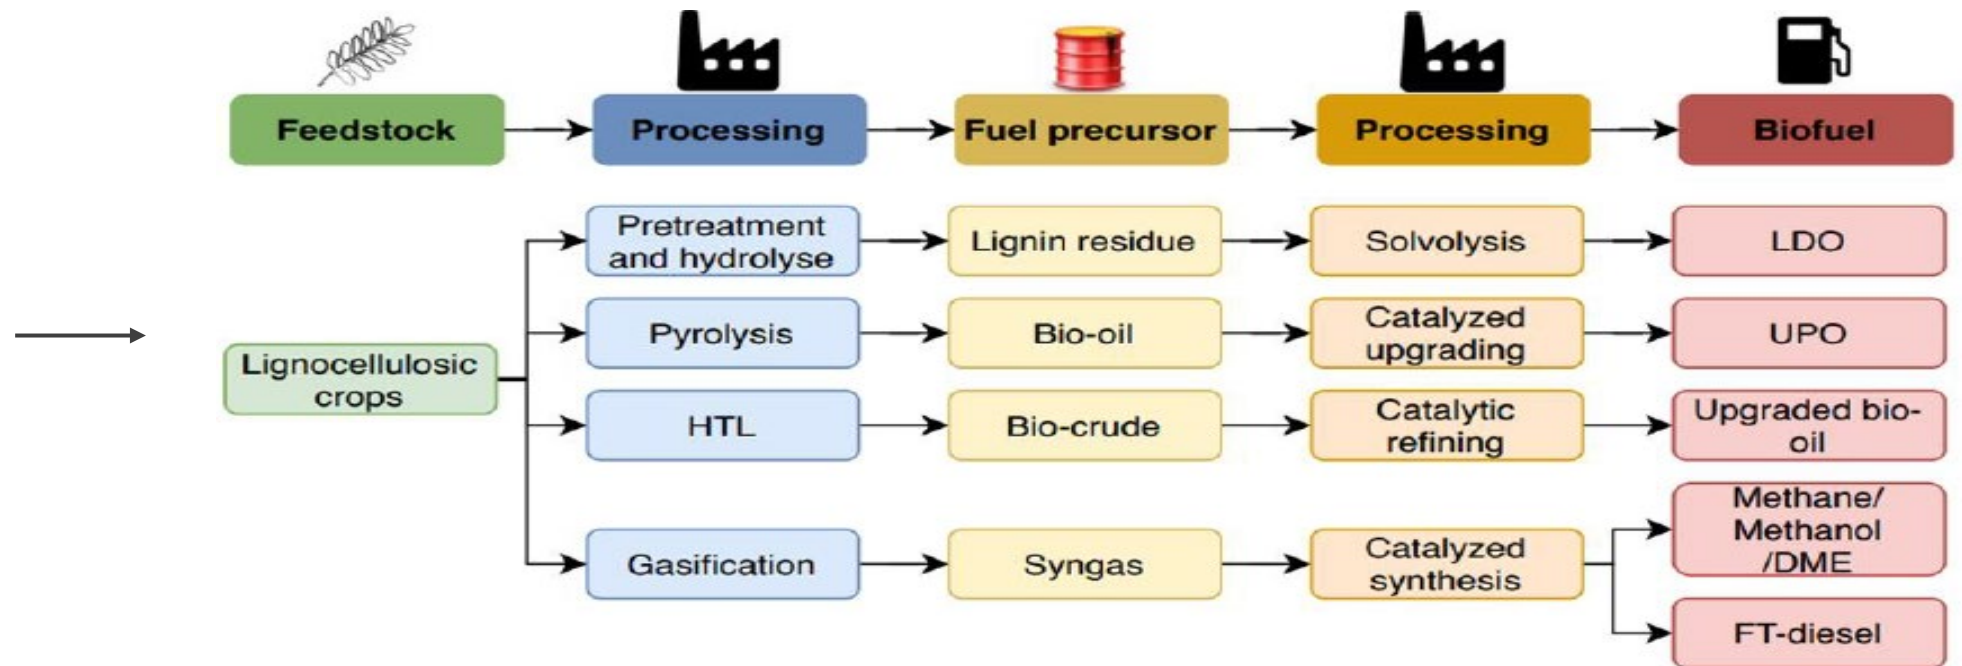 Feedstock
Processing
Fuel precursor
Processing
Biofuel
Pretreatment
and hydrolyse
Lignin residue
Solvolysis
LDO
Pyrolysis
Bio-oil
Catalyzed
upgrading
UPO
Lignocellulosic
crops
HTL
Bio-crude
Catalytic
refining
Upgraded bio-
oil
Gasification
Syngas
Catalyzed
synthesis
Methane/
Methanol
/DME
FT-diesel